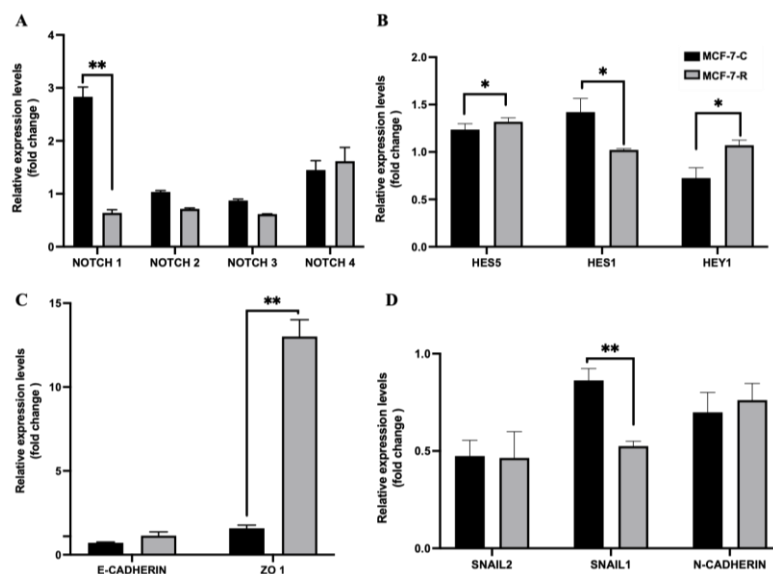 A
Relative expression levels
(fold change )
4
3
2
1
0
**
NOTCH 1 NOTCH 2 NOTCH 3 NOTCH 4
B
Relative expression levels
(fold change )
2.0
1.5
1.0
0.5
0.0
*
*
*
MCF-7-C
MCF-7-R
HES5 HES1 HEY1
C
Relative expression levels
(fold change )
15
10
5
0
**
E-CADHERIN ZO 1
D
Relative expression levels
(fold change )
1.0
0.5
0.0
**
SNAIL2 SNAIL1 N-CADHERIN